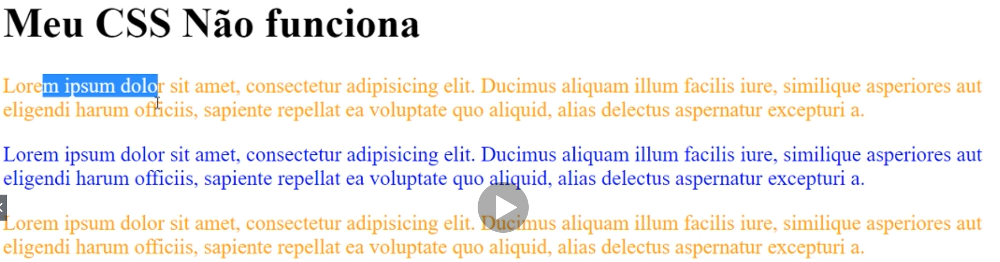 Meu CSS Não funciona
Lorem ipsum dolor sit amet, consectetur adipisicing elit. Ducimus aliquam illum facilis iure, similique asperiores aut
eligendi harum officiis, sapiente repellat ea voluptate quo aliquid, alias delectus aspernatur excepturi a.
Lorem ipsum dolor sit amet, consectetur adipisicing elit. Ducimus aliquam illum facilis iure, similique asperiores aut
eligendi harum officiis, sapiente repellat ea voluptate quo aliquid, alias delectus aspernatur excepturi a.
Lorem ipsum dolor sit amet, consectetur adipisicing elit. Ducimus aliquam illum facilis iure, similique asperiores aut
eligendi harum officiis, sapiente repellat ea voluptate quo aliquid, alias delectus aspernatur excepturi a.